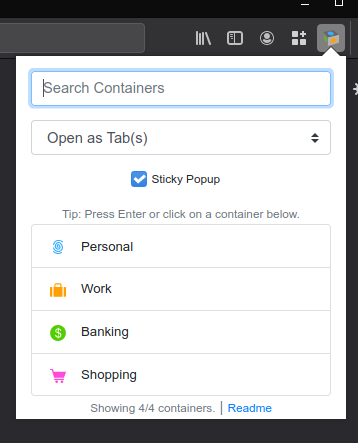 Search Containers
Open as Tab(s)
Sticky Popup
Tip: Press Enter or click on a container below.
Personal
Work
$ Banking
Shopping
Showing 4/4 containers. | Readme